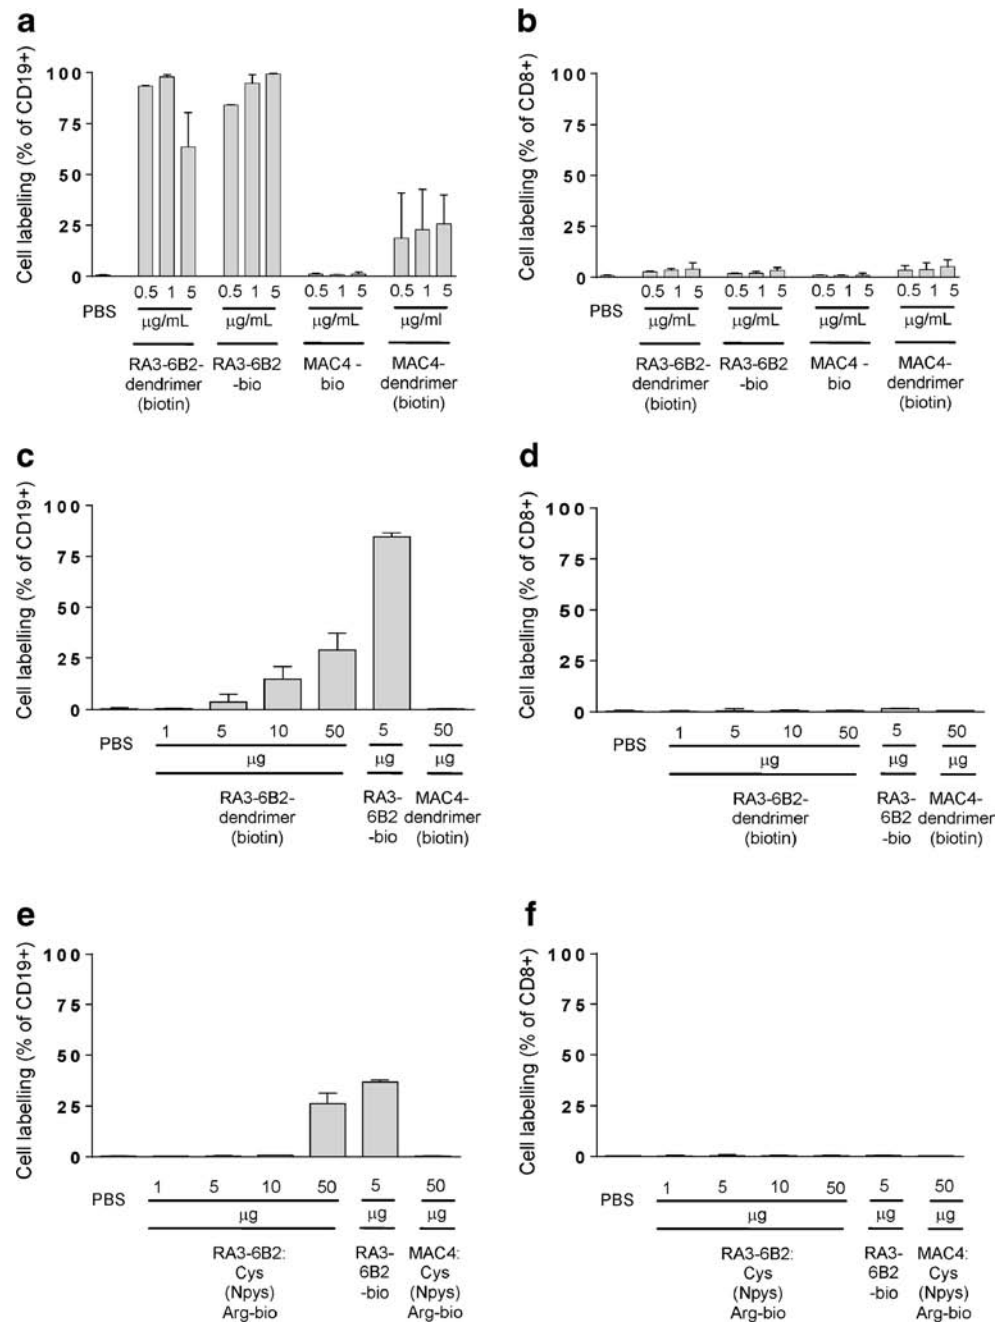 a
Cell labelling (% of CD19+)
100
75
50
25
0
PBS
0.5 1 5 0.5 1 5 0.5 1 5 0.5 1 5
μg/mL μg/mL μg/mL μg/ml
RA3-6B2- RA3-6B2 MAC4 - MAC4-
dendrimer -bio bio dendrimer
(biotin) (biotin)
b
Cell labelling (% of CD8+)
100
75
50
25
0
PBS
0.5 1 5 0.5 1 5 0.5 1 5 0.5 1 5
μg/mL μg/mL μg/mL μg/mL
RA3-6B2- RA3-6B2 MAC4 - MAC4-
dendrimer -bio bio dendrimer
(biotin) (biotin)
c
Cell labelling (% of CD19+)
100
75
50
25
0
PBS
1 5 10 50 5 50
μg μg μg
RA3-6B2- RA3- MAC4-
dendrimer 6B2 dendrimer
(biotin) -bio (biotin)
d
Cell labelling (% of CD8+)
100
75
50
25
0
PBS
1 5 10 50 5 50
μg μg μg
RA3-6B2- RA3- MAC4-
dendrimer 6B2 dendrimer
(biotin) -bio (biotin)
e
Cell labelling (% of CD19+)
100
75
50
25
0
PBS
1 5 10 50 5 50
μg μg μg
RA3-6B2: RA3- MAC4:
Cys 6B2 Cys
(Npys) -bio (Npys)
Arg-bio Arg-bio
f
Cell labelling (% of CD8+)
100
75
50
25
0
PBS
1 5 10 50 5 50
μg μg μg
RA3-6B2: RA3- MAC4:
Cys 6B2 Cys
(Npys) -bio (Npys)
Arg-bio Arg-bio